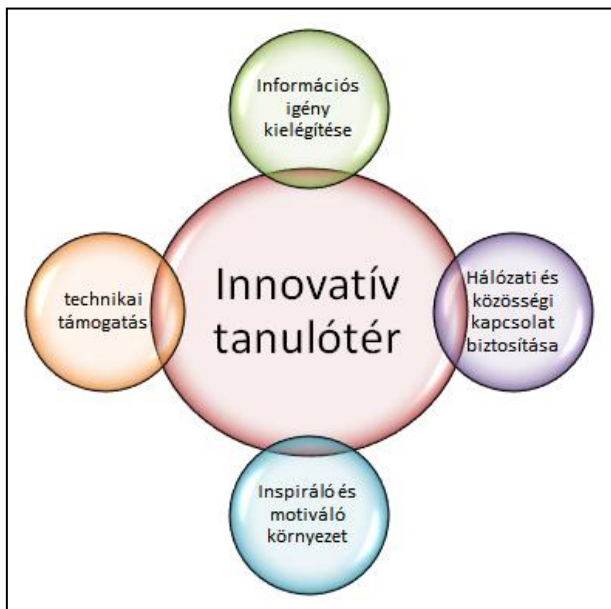 Információs
igény
kielégítése
Innovatív
tanulótér
technikai
támogatás
Hálózati és
közösségi
kapcsolat
biztosítása
Inspiráló és
motiváló
környezet